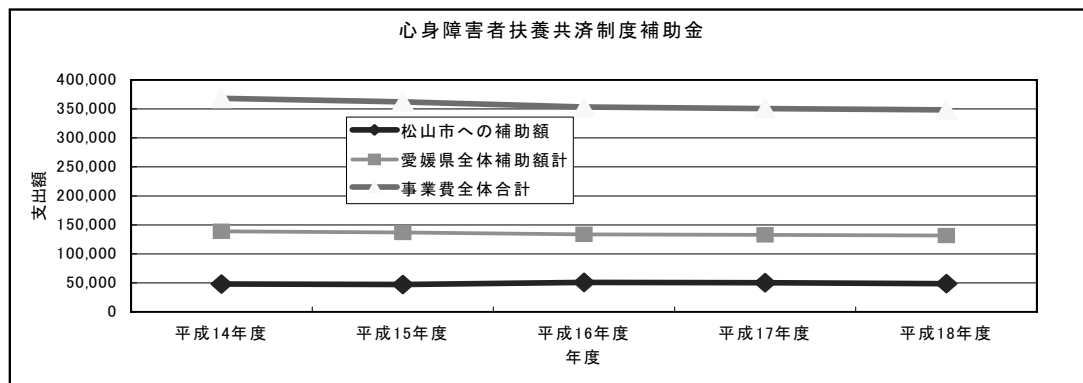 心身障害者扶養共済制度補助金
400,000
350,000
300,000
250,000
200,000
150,000
100,000
50,000
0
支出額
松山市への補助額
愛媛県全体補助額計
事業費全体合計
平成14年度 平成15年度 平成16年度 平成17年度 平成18年度
年度